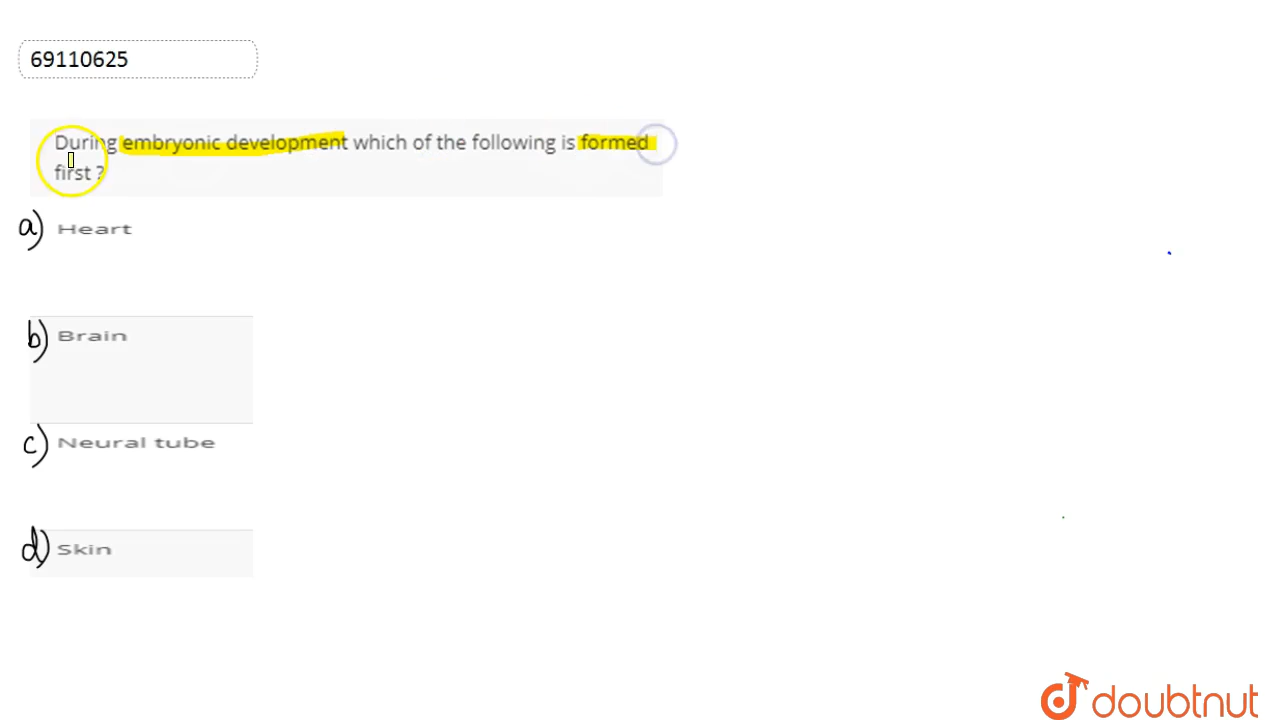 69110625
During embryonic development which of the following is formed
first ?
a) Heart
b) Brain
c) Neural tube
d) Skin
doubtnut